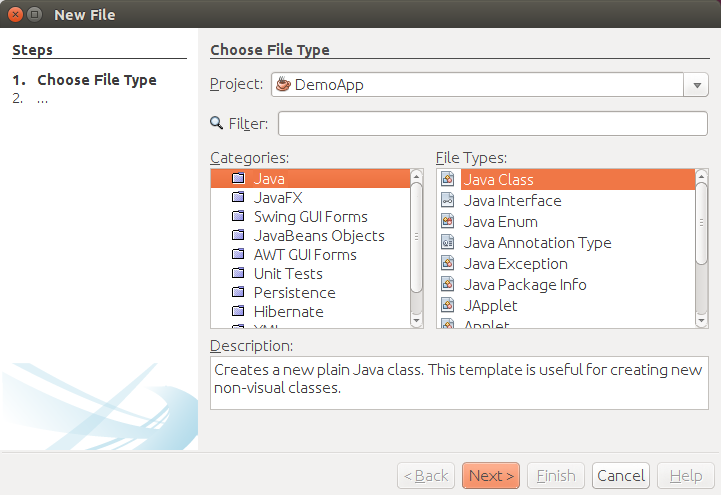 New File
Steps
1. Choose File Type
2. ...
Choose File Type
Project: DemoApp
Filter:
Categories:
Java
JavaFX
Swing GUI Forms
JavaBeans Objects
AWT GUI Forms
Unit Tests
Persistence
Hibernate
XML
File Types:
Java Class
Java Interface
Java Enum
Java Annotation Type
Java Exception
Java Package Info
JApplet
Applet
Description:
Creates a new plain Java class. This template is useful for creating new
non-visual classes.
< Back Next > Finish Cancel Help